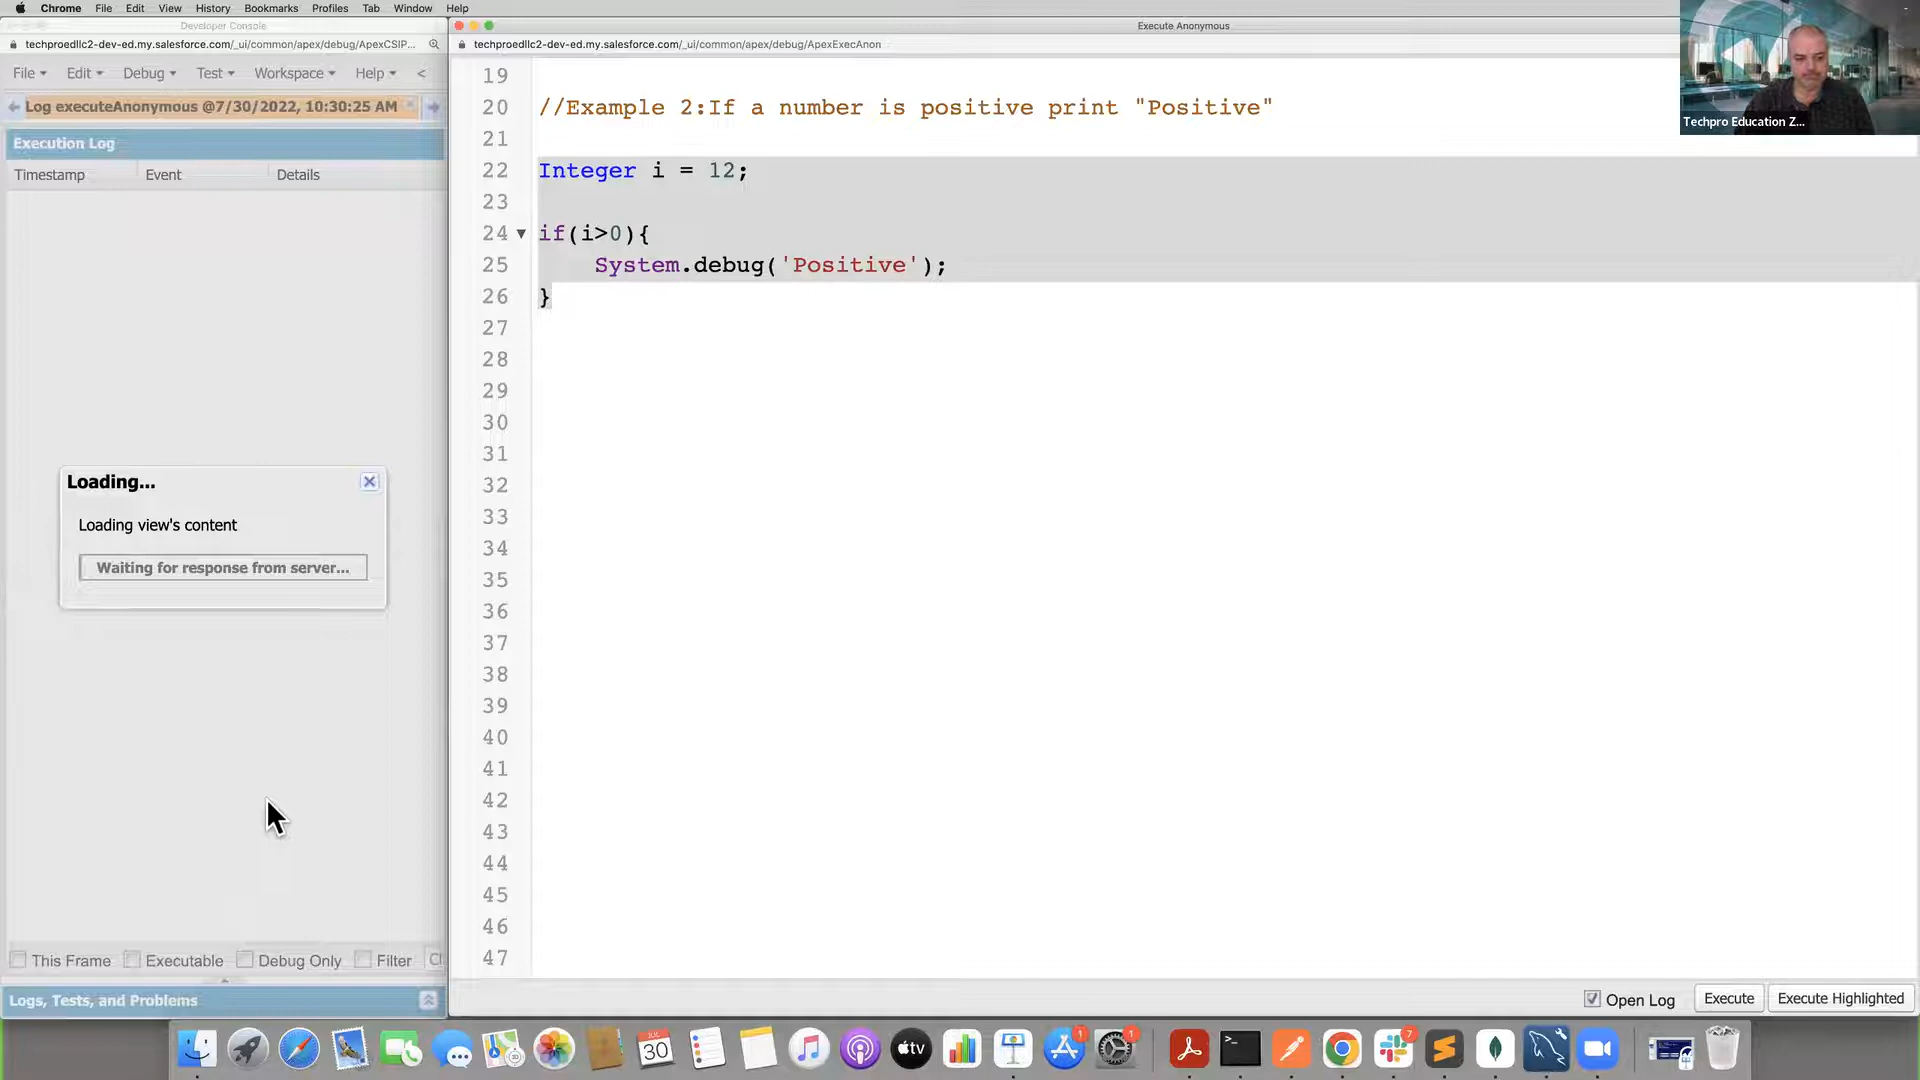 Chrome File Edit View History Bookmarks Profiles Tab Window Help
Developer Console
techproedllc2-dev-ed.my.salesforce.com/_ui/common/apex/debug/ApexCSIP...
File Edit Debug Test Workspace Help <
Log executeAnonymous @7/30/2022, 10:30:25 AM
Execution Log
Timestamp Event Details
Loading...
Loading view's content
Waiting for response from server...
This Frame Executable Debug Only Filter
Logs, Tests, and Problems
Execute Anonymous
techproedllc2-dev-ed.my.salesforce.com/_ui/common/apex/debug/ApexExecAnon
19
20 //Example 2:If a number is positive print "Positive"
21
22 Integer i = 12;
23
24 if(i>0){
25 System.debug('Positive');
26 }
27
28
29
30
31
32
33
34
35
36
37
38
39
40
41
42
43
44
45
46
47
Open Log Execute Execute Highlighted
Techpro Education Z...
JUL
30
tv
1
1
7